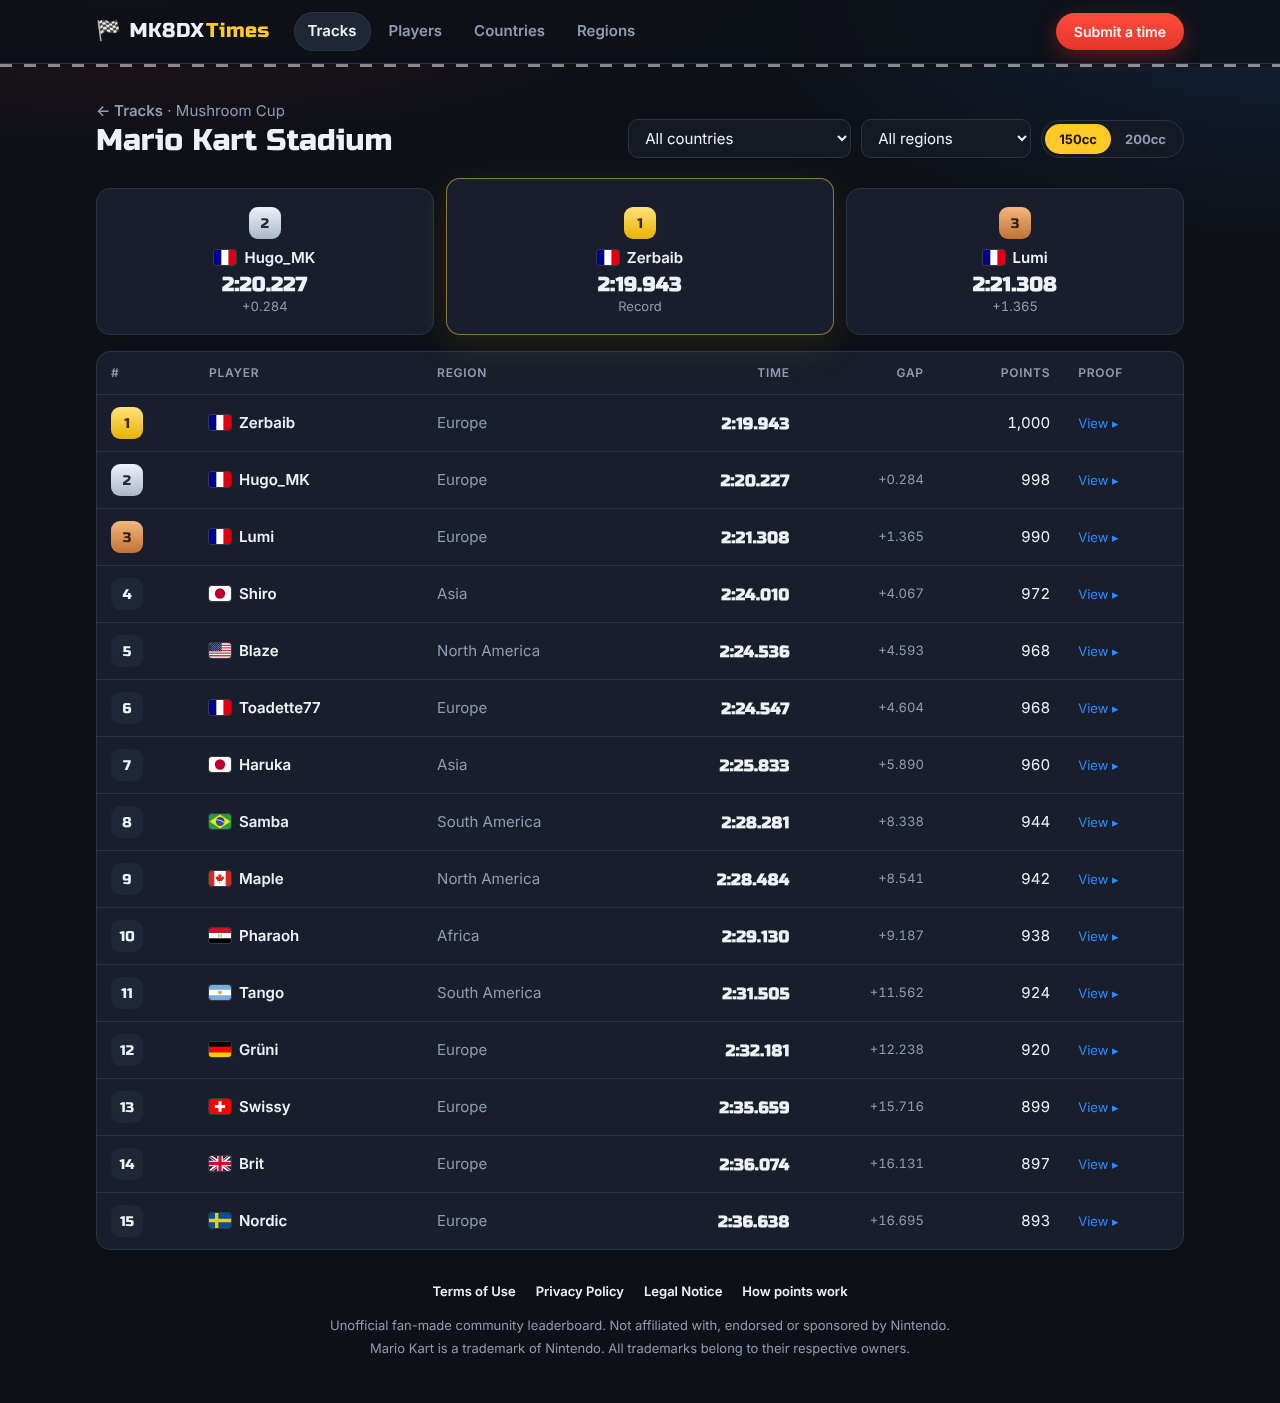 MK8DXTimes Tracks Players Countries Regions Submit a time
← Tracks · Mushroom Cup
Mario Kart Stadium
All countries All regions 150cc 200cc
2
Hugo_MK
2:20.227
+0.284
1
Zerbaib
2:19.943
Record
3
Lumi
2:21.308
+1.365
# PLAYER REGION TIME GAP POINTS PROOF
1 Zerbaib Europe 2:19.943 1,000 View ▸
2 Hugo_MK Europe 2:20.227 +0.284 998 View ▸
3 Lumi Europe 2:21.308 +1.365 990 View ▸
4 Shiro Asia 2:24.010 +4.067 972 View ▸
5 Blaze North America 2:24.536 +4.593 968 View ▸
6 Toadette77 Europe 2:24.547 +4.604 968 View ▸
7 Haruka Asia 2:25.833 +5.890 960 View ▸
8 Samba South America 2:28.281 +8.338 944 View ▸
9 Maple North America 2:28.484 +8.541 942 View ▸
10 Pharaoh Africa 2:29.130 +9.187 938 View ▸
11 Tango South America 2:31.505 +11.562 924 View ▸
12 Grüni Europe 2:32.181 +12.238 920 View ▸
13 Swissy Europe 2:35.659 +15.716 899 View ▸
14 Brit Europe 2:36.074 +16.131 897 View ▸
15 Nordic Europe 2:36.638 +16.695 893 View ▸
Terms of Use Privacy Policy Legal Notice How points work
Unofficial fan-made community leaderboard. Not affiliated with, endorsed or sponsored by Nintendo.
Mario Kart is a trademark of Nintendo. All trademarks belong to their respective owners.